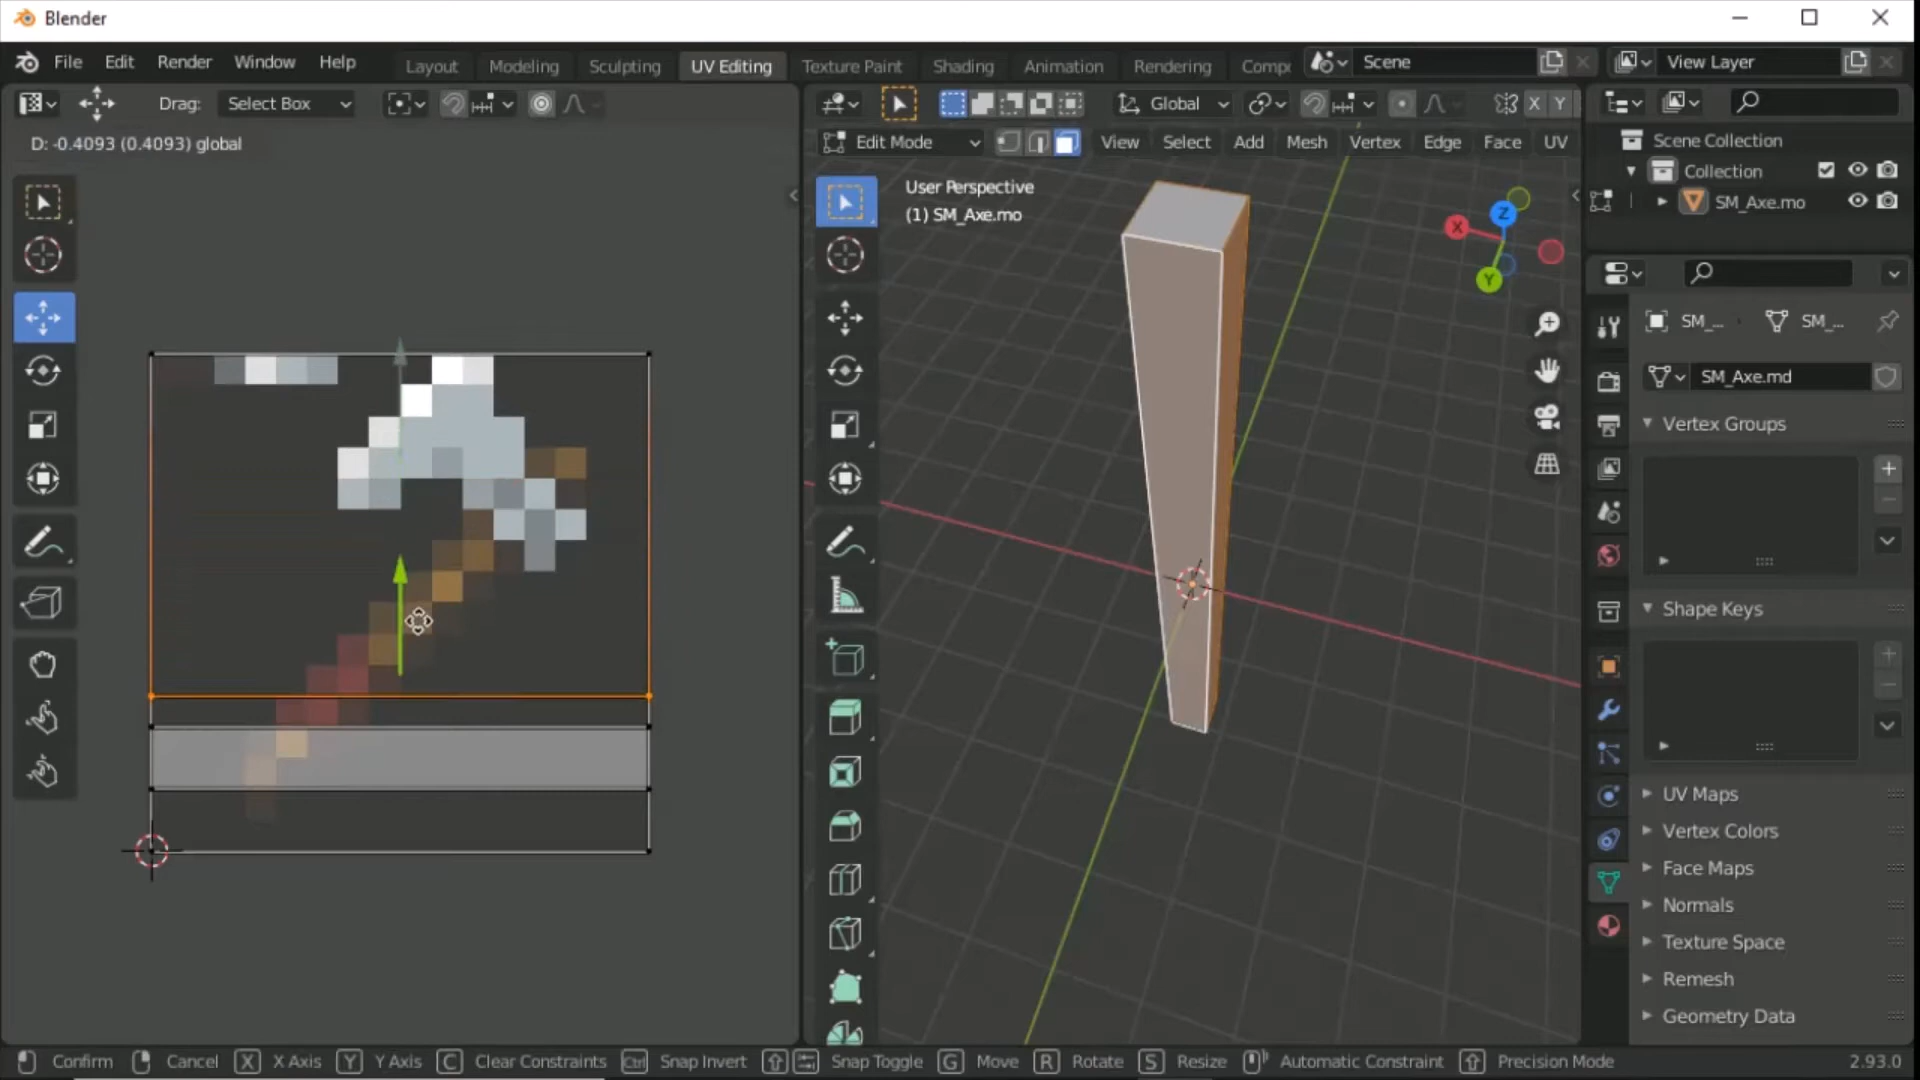 Blender
File Edit Render Window Help Layout Modeling Sculpting UV Editing Texture Paint Shading Animation Rendering Compo Scene View Layer
Drag: Select Box Global X Y
D: -0.4093 (0.4093) global
Edit Mode View Select Add Mesh Vertex Edge Face UV
User Perspective
(1) SM_Axe.mo
X
Y
Z
Scene Collection
Collection
SM_Axe.mo
SM_... SM_...
SM_Axe.md
Vertex Groups
Shape Keys
UV Maps
Vertex Colors
Face Maps
Normals
Texture Space
Remesh
Geometry Data
Confirm Cancel X X Axis Y Y Axis C Clear Constraints Ctrl Snap Invert Snap Toggle G Move R Rotate S Resize Automatic Constraint Precision Mode 2.93.0